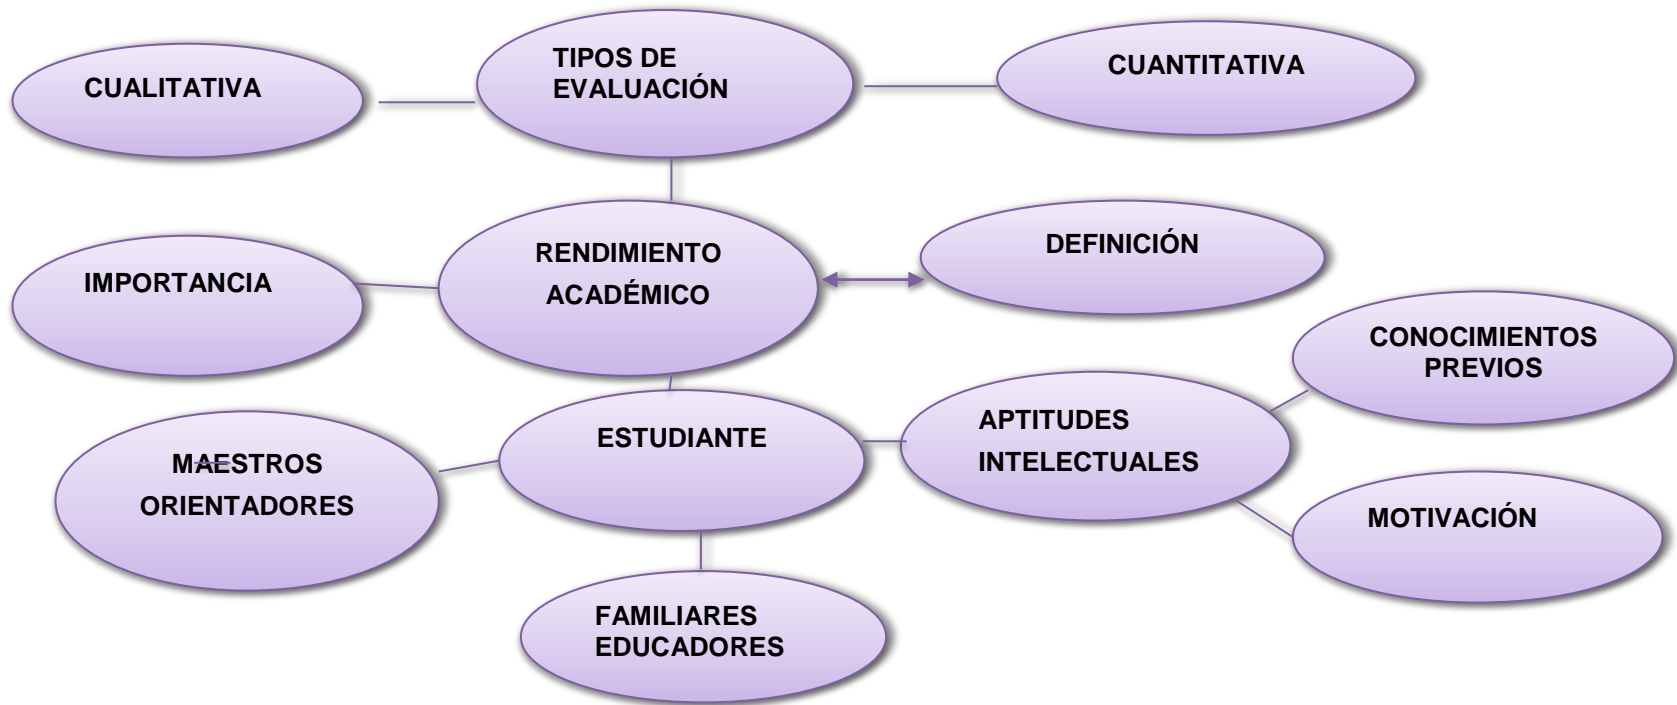 CUALITATIVA
TIPOS DE
EVALUACIÓN
CUANTITATIVA
IMPORTANCIA
RENDIMIENTO
ACADÉMICO
DEFINICIÓN
CONOCIMIENTOS
PREVIOS
MAESTROS
ORIENTADORES
ESTUDIANTE
APTITUDES
INTELECTUALES
MOTIVACIÓN
FAMILIARES
EDUCADORES